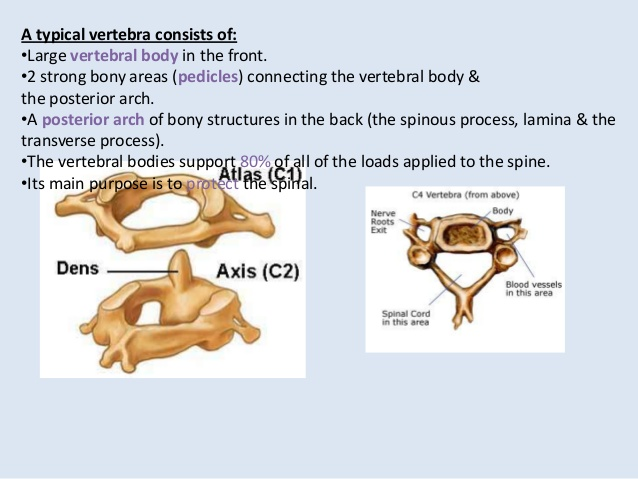 A typical vertebra consists of:
•Large vertebral body in the front.
•2 strong bony areas (pedicles) connecting the vertebral body &
the posterior arch.
•A posterior arch of bony structures in the back (the spinous process, lamina & the
transverse process).
•The vertebral bodies support 80% of all of the loads applied to the spine.
•Its main purpose is to protect the spinal.
Atlas (C1)
Dens
Axis (C2)
C4 Vertebra (from above)
Nerve
Roots
Exit
Body
Blood vessels
in this area
Spinal Cord
in this area